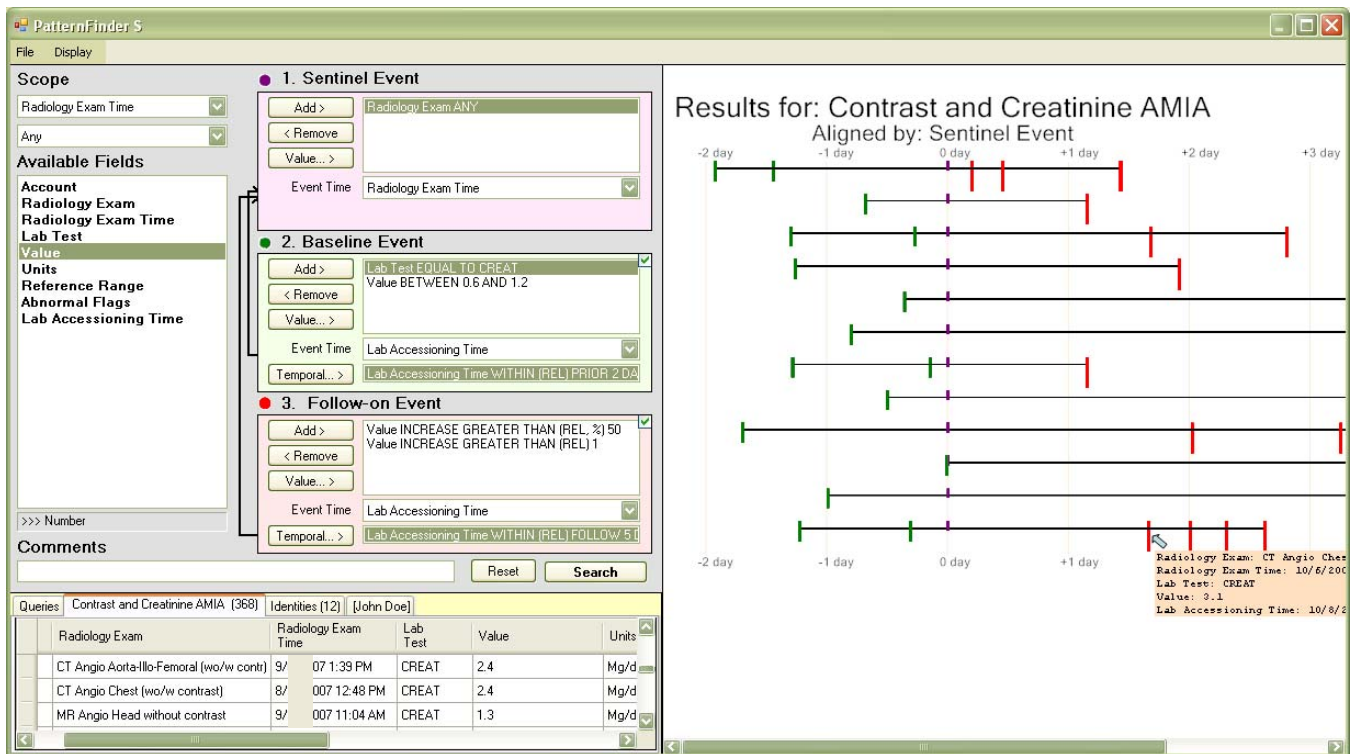 PatternFinder S
File Display
Scope
Radiology Exam Time
Any
Available Fields
Account
Radiology Exam
Radiology Exam Time
Lab Test
Value
Units
Reference Range
Abnormal Flags
Lab Accessioning Time
>>> Number
Comments
1. Sentinel Event
Add >
< Remove
Value... >
Radiology Exam ANY
Event Time
Radiology Exam Time
2. Baseline Event
Add >
< Remove
Value... >
Lab Test EQUAL TO CREAT
Value BETWEEN 0.6 AND 1.2
Event Time
Lab Accessioning Time
Temporal... >
Lab Accessioning Time WITHIN (REL) PRIOR 2 DA
3. Follow-on Event
Add >
< Remove
Value... >
Value INCREASE GREATER THAN (REL, %) 50
Value INCREASE GREATER THAN (REL) 1
Event Time
Lab Accessioning Time
Temporal... >
Lab Accessioning Time WITHIN (REL) FOLLOW 5 D
Reset Search
Queries Contrast and Creatinine AMIA (368) Identities (12) [John Doe]
Radiology Exam Radiology Exam Time Lab Test Value Units
CT Angio Aorta-Illo-Femoral (wo/w contr) 9/ 07 1:39 PM CREAT 2.4 Mg/d
CT Angio Chest (wo/w contrast) 8/ 007 12:48 PM CREAT 2.4 Mg/d
MR Angio Head without contrast 9/ 007 11:04 AM CREAT 1.3 Mg/d
Results for: Contrast and Creatinine AMIA
Aligned by: Sentinel Event
-2 day -1 day 0 day +1 day +2 day +3 day
-2 day -1 day 0 day +1 day
Radiology Exam: CT Angio Ches
Radiology Exam Time: 10/6/200
Lab Test: CREAT
Value: 3.1
Lab Accessioning Time: 10/8/2